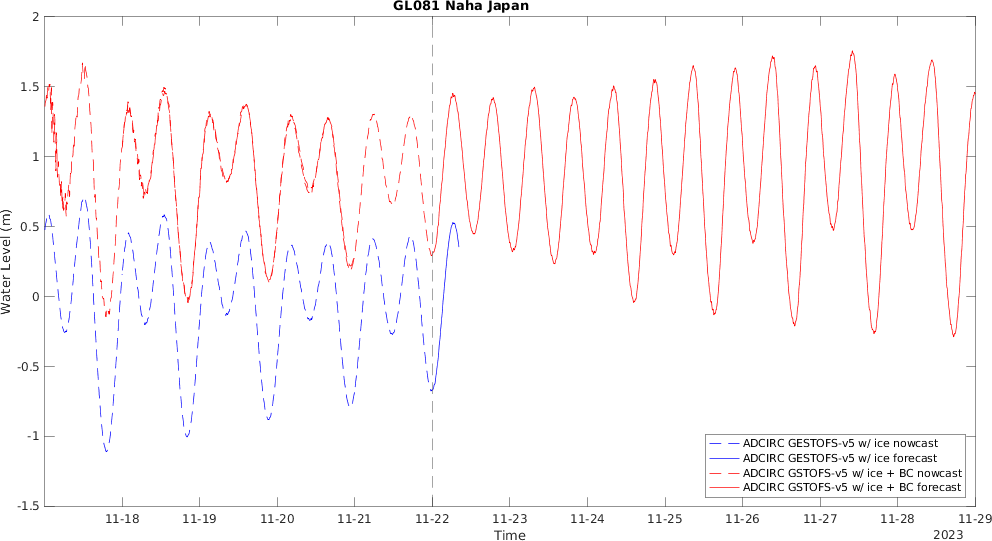 GL081 Naha Japan
2
1.5
1
0.5
0
-0.5
-1
-1.5
Water Level (m)
ADCIRC GESTOFS-v5 w/ ice nowcast
ADCIRC GESTOFS-v5 w/ ice forecast
ADCIRC GSTOFS-v5 w/ ice + BC nowcast
ADCIRC GSTOFS-v5 w/ ice + BC forecast
11-18 11-19 11-20 11-21 11-22 11-23 11-24 11-25 11-26 11-27 11-28 11-29
Time
2023